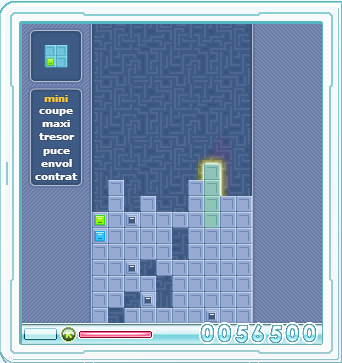 mini
coupe
maxi
tresor
puce
envol
contrat
0056500